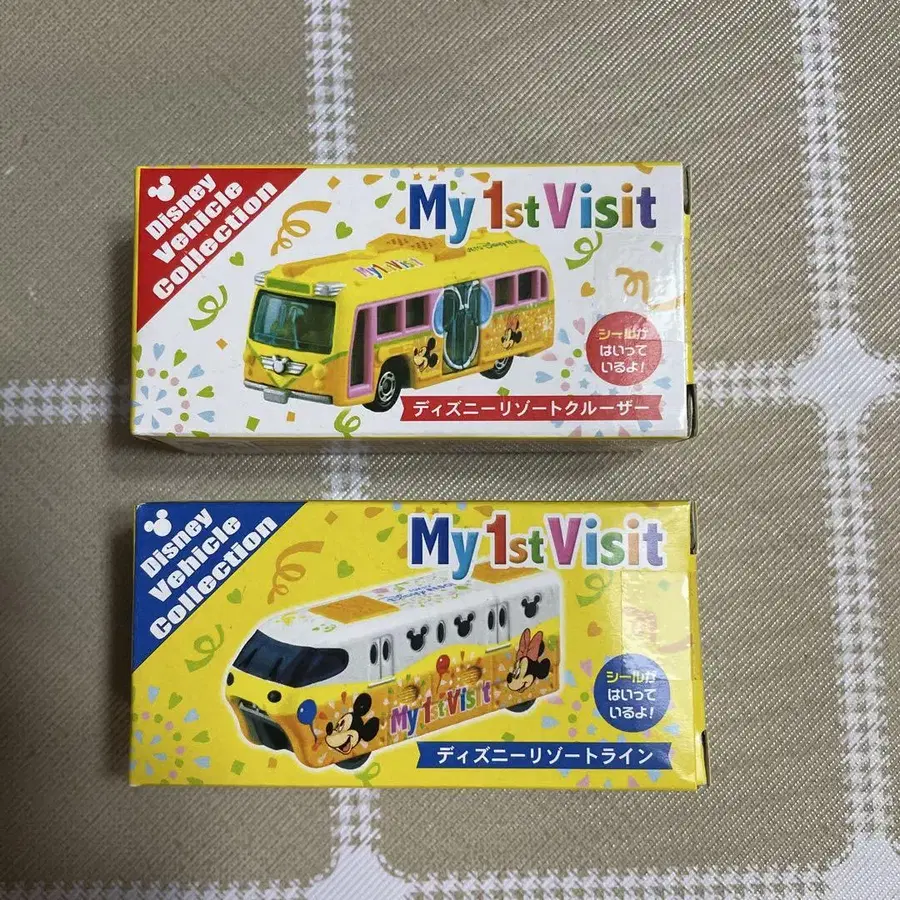 Disney
Vehicle
Collection
My 1st Visit
My 1st Visit
シールが
はいって
いるよ!
ディズニーリゾートクルーザー
Disney
Vehicle
Collection
My 1st Visit
My 1st Visit
シールが
はいって
いるよ!
ディズニーリゾートライン